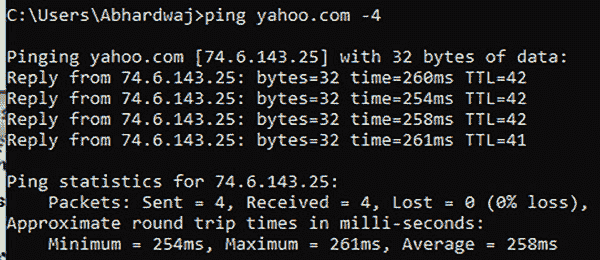 C:\Users\Abhardwaj>ping yahoo.com -4
Pinging yahoo.com [74.6.143.25] with 32 bytes of data:
Reply from 74.6.143.25: bytes=32 time=260ms TTL=42
Reply from 74.6.143.25: bytes=32 time=254ms TTL=42
Reply from 74.6.143.25: bytes=32 time=258ms TTL=42
Reply from 74.6.143.25: bytes=32 time=261ms TTL=41
Ping statistics for 74.6.143.25:
Packets: Sent = 4, Received = 4, Lost = 0 (0% loss),
Approximate round trip times in milli-seconds:
Minimum = 254ms, Maximum = 261ms, Average = 258ms